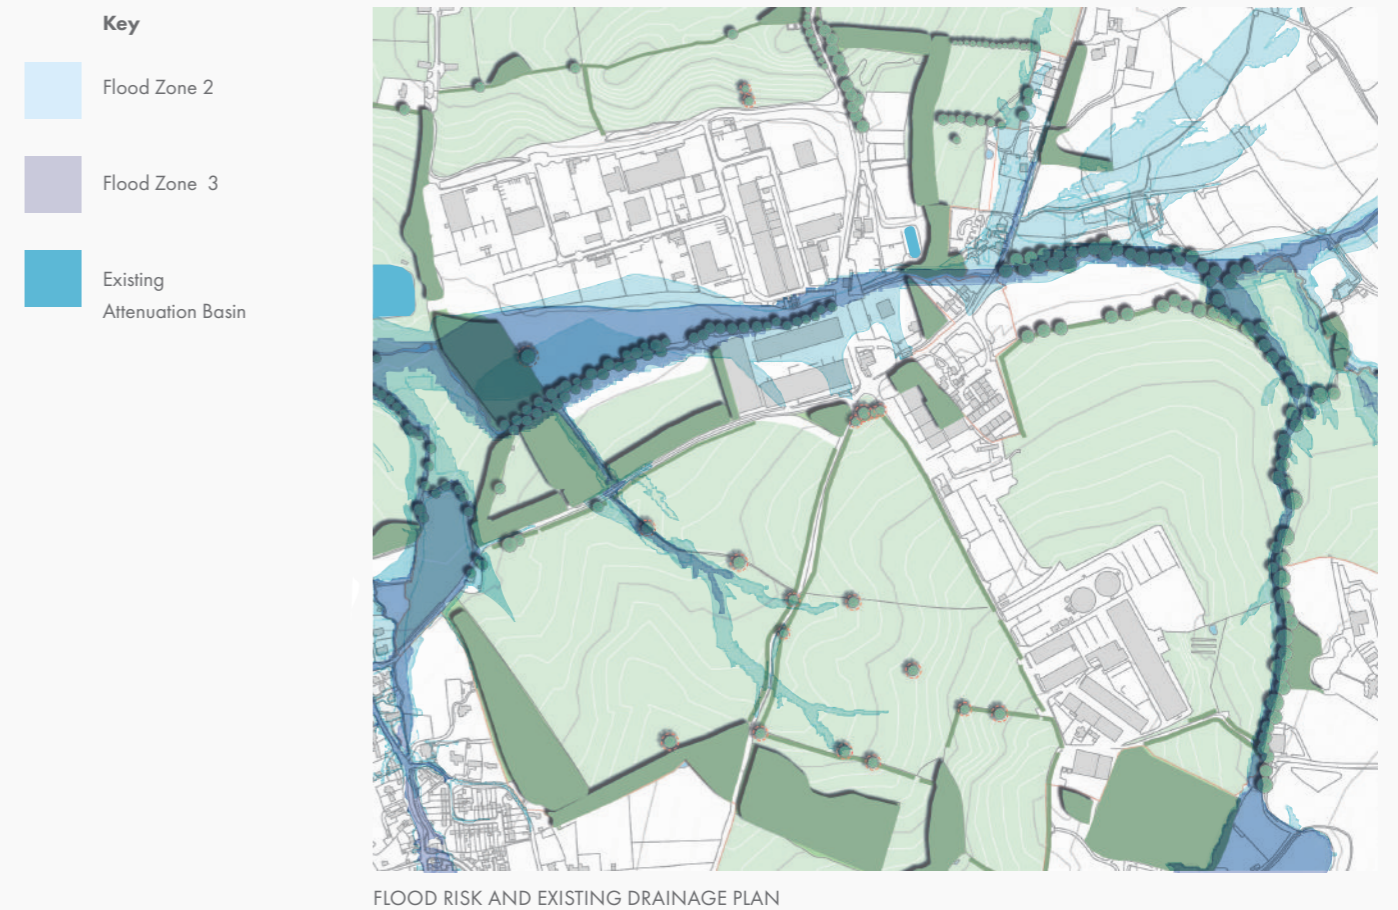 Key
Flood Zone 2
Flood Zone 3
Existing
Attenuation Basin
FLOOD RISK AND EXISTING DRAINAGE PLAN